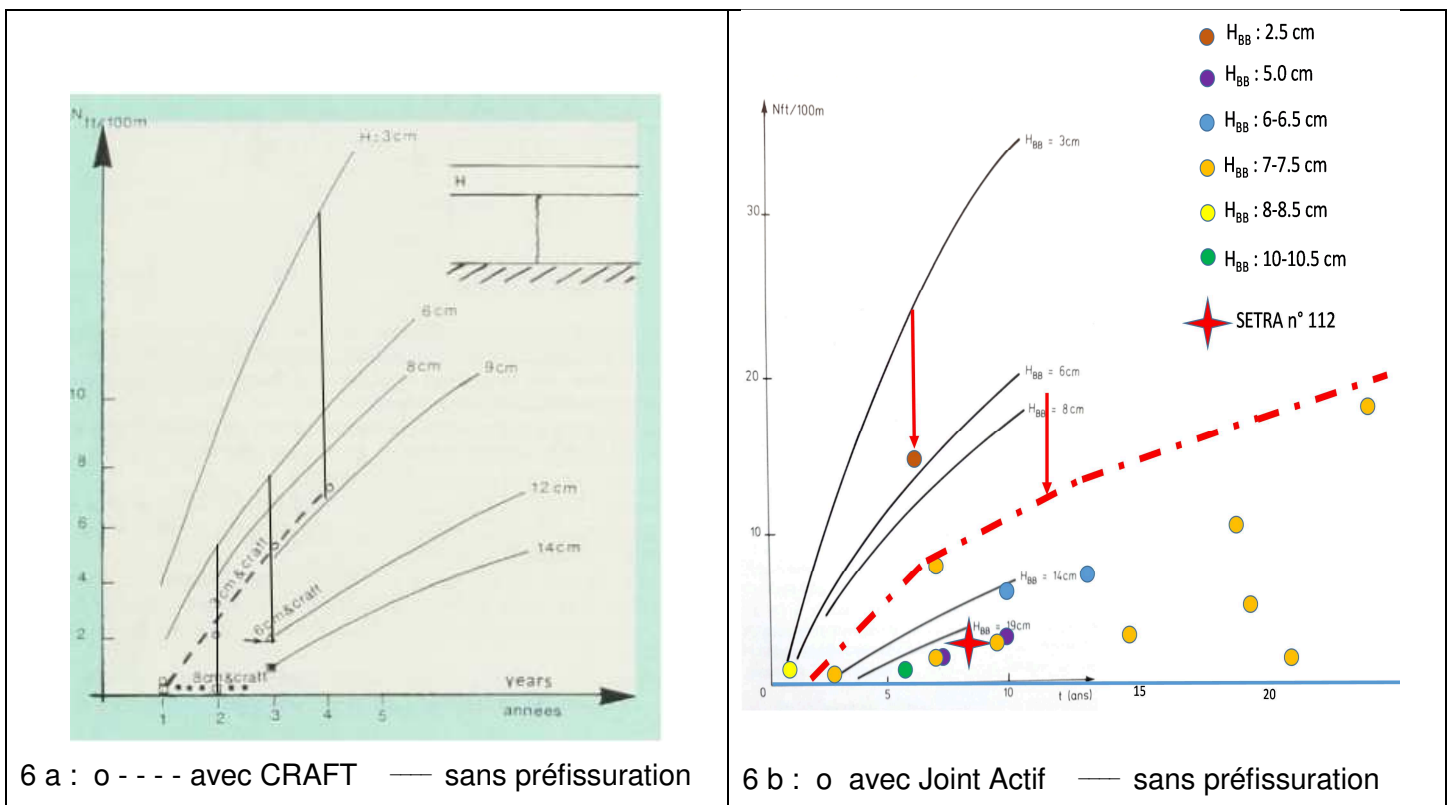 N
ft/100m
H:3cm
H
6cm
8cm
9cm
10
8
12cm
6
14cm
4
3cm&craft
2
6cm&craft
8cm&craft
years
1 2 3 4 5
annees
6 a : o - - - - avec CRAFT — sans préfissuration
Nft/100m
30
20
10
0
5
10
15
20
t (ans)
H_BB = 3cm
H_BB = 6cm
H_BB = 8cm
H_BB = 14cm
H_BB = 19cm
H_BB : 2.5 cm
H_BB : 5.0 cm
H_BB : 6-6.5 cm
H_BB : 7-7.5 cm
H_BB : 8-8.5 cm
H_BB : 10-10.5 cm
SETRA n° 112
6 b : o avec Joint Actif — sans préfissuration